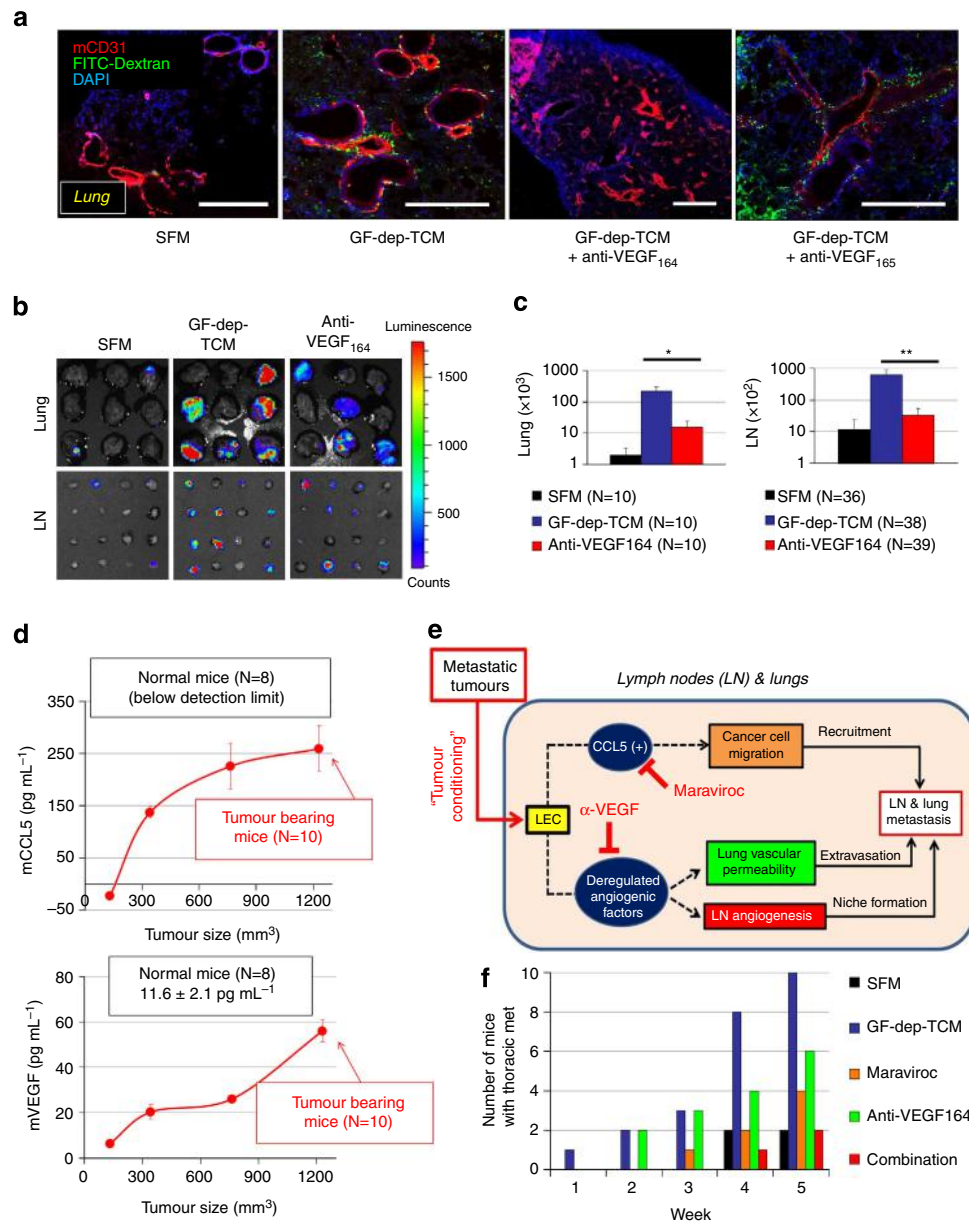 a
mCD31
FITC-Dextran
DAPI
Lung
SFM
GF-dep-TCM
GF-dep-TCM
+ anti-VEGF164
GF-dep-TCM
+ anti-VEGF165
b
SFM
GF-dep-
TCM
Anti-
VEGF164
Luminescence
Lung
LN
1500
1000
500
Counts
c
Lung (×10³)
1000
100
10
1
*
SFM (N=10)
GF-dep-TCM (N=10)
Anti-VEGF164 (N=10)
LN (×10²)
1000
100
10
1
**
SFM (N=36)
GF-dep-TCM (N=38)
Anti-VEGF164 (N=39)
d
Normal mice (N=8)
(below detection limit)
mCCL5 (pg mL⁻¹)
350
250
150
50
–50
Tumour bearing
mice (N=10)
0 300 600 900 1200
Tumour size (mm³)
Normal mice (N=8)
11.6 ± 2.1 pg mL⁻¹
mVEGF (pg mL⁻¹)
80
60
40
20
0
Tumour bearing
mice (N=10)
0 300 600 900 1200
Tumour size (mm³)
e
Metastatic
tumours
Lymph nodes (LN) & lungs
"Tumour
conditioning"
LEC
CCL5 (+)
Cancer cell
migration
Recruitment
Maraviroc
α-VEGF
LN & lung
metastasis
Deregulated
angiogenic
factors
Lung vascular
permeability
Extravasation
LN angiogenesis
Niche formation
f
Number of mice
with thoracic met
10
8
6
4
2
0
1 2 3 4 5
Week
SFM
GF-dep-TCM
Maraviroc
Anti-VEGF164
Combination